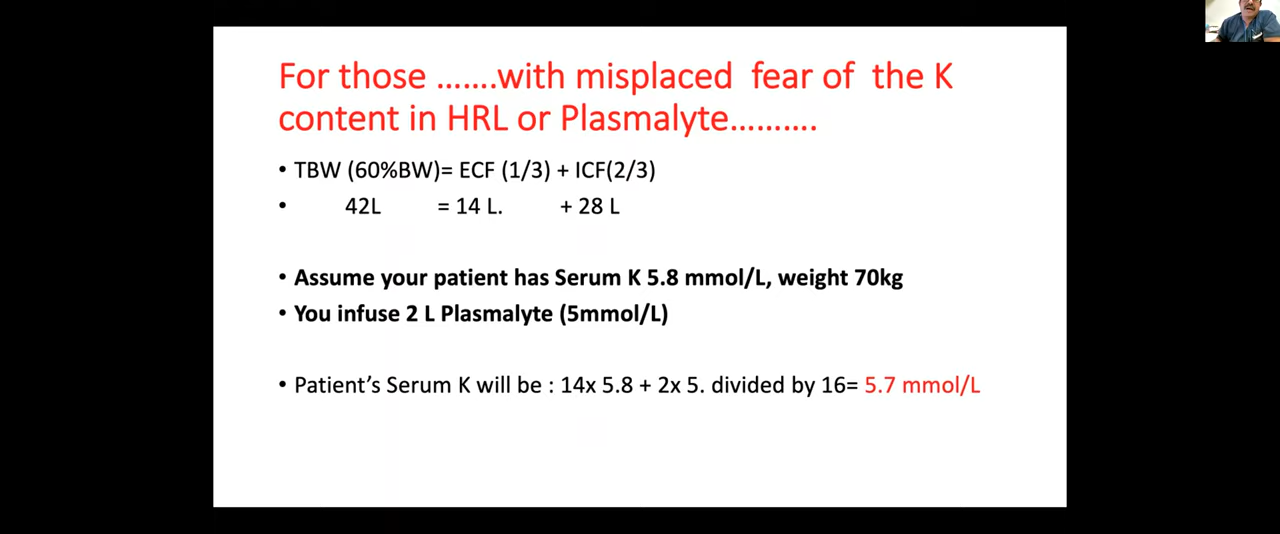 For those .......with misplaced fear of the K
content in HRL or Plasmalyte..........
• TBW (60%BW)= ECF (1/3) + ICF(2/3)
• 42L = 14 L. + 28 L
• Assume your patient has Serum K 5.8 mmol/L, weight 70kg
• You infuse 2 L Plasmalyte (5mmol/L)
• Patient's Serum K will be : 14x 5.8 + 2x 5. divided by 16= 5.7 mmol/L